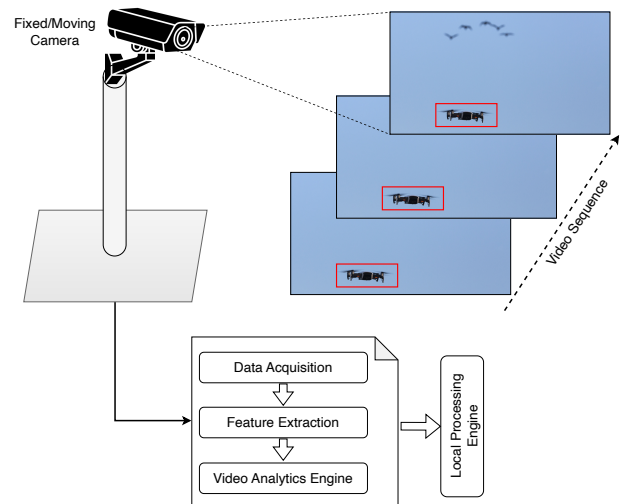 Fixed/Moving
Camera
Video Sequence
Data Acquisition
Feature Extraction
Video Analytics Engine
Local Processing
Engine